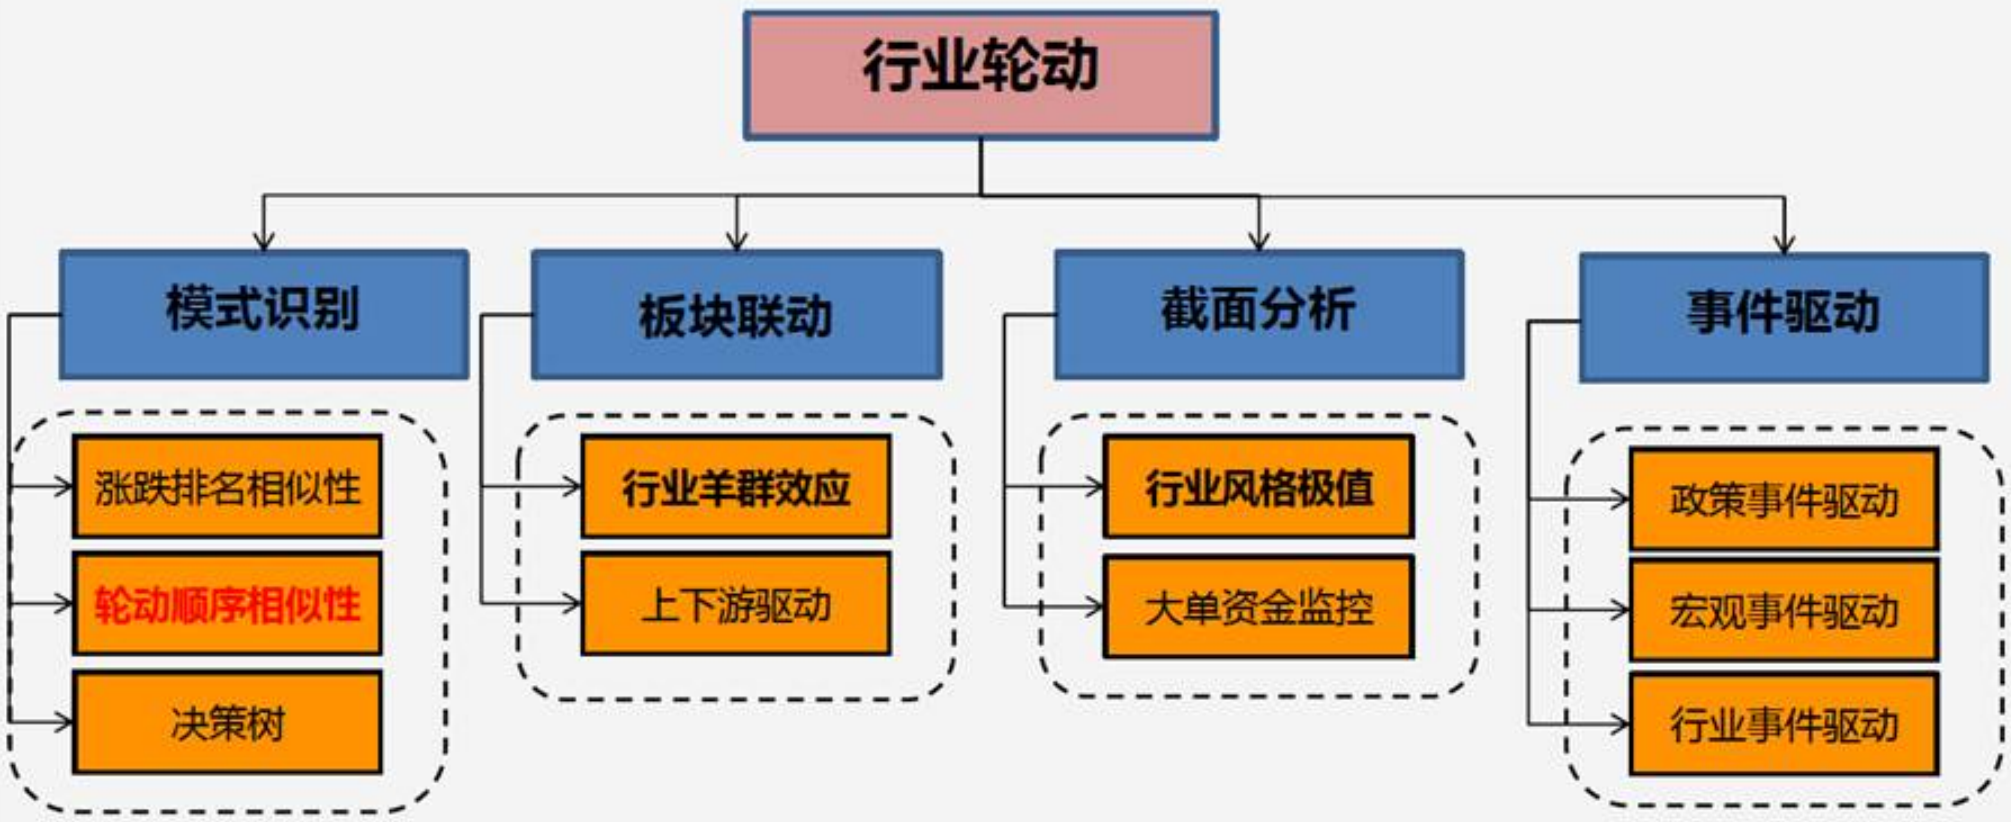 行业轮动
模式识别
板块联动
截面分析
事件驱动
涨跌排名相似性
轮动顺序相似性
决策树
行业羊群效应
上下游驱动
行业风格极值
大单资金监控
政策事件驱动
宏观事件驱动
行业事件驱动